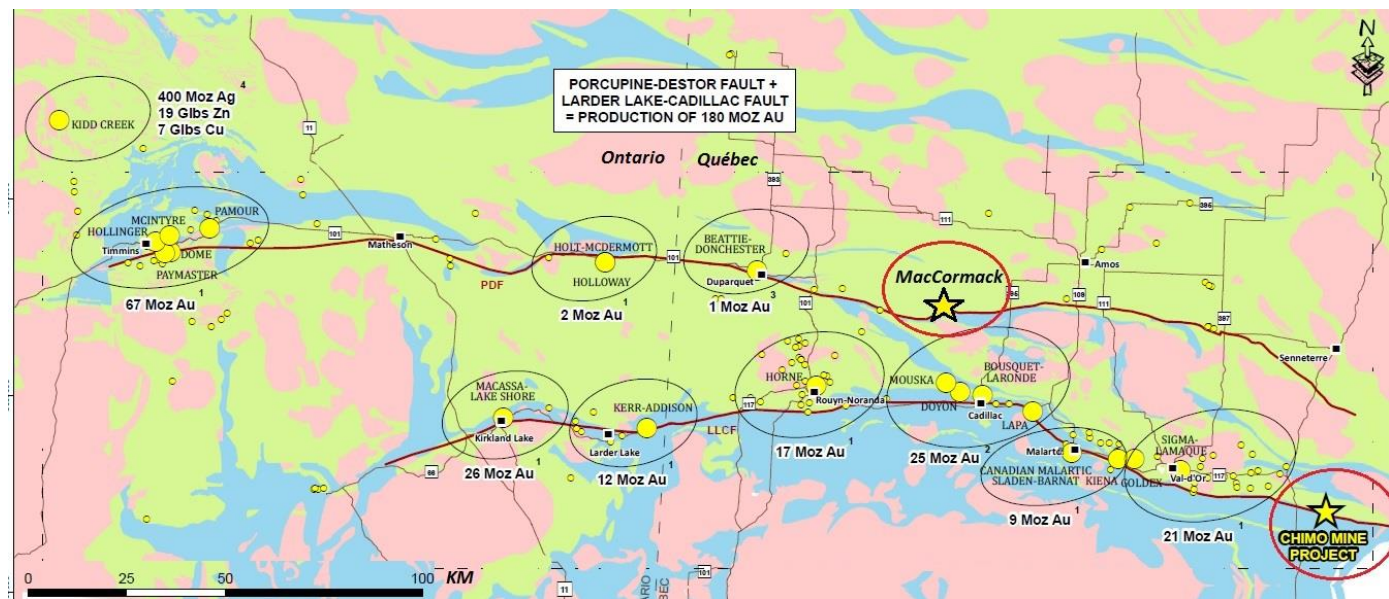 PORCUPINE-DESTOR FAULT +
LARDER LAKE-CADILLAC FAULT
= PRODUCTION OF 180 MOZ AU
N
400 Moz Ag 4
19 Glbs Zn
7 Glbs Cu
KIDD CREEK
11
Ontario
Québec
393
111
396
MCINTYRE
PAMOUR
HOLLINGER
Timmins
DOME
PAYMASTER
67 Moz Au 1
101
Matheson
PDF
HOLT-MCDERMOTT
HOLLOWAY
2 Moz Au 1
101
BEATTIE-
DONCHESTER
Duparquet
1 Moz Au 3
101
MacCormack
395
Amos
109
111
397
Senneterre
MACASSA-
LAKE SHORE
Kirkland Lake
26 Moz Au 1
66
KERR-ADDISON
Larder Lake
12 Moz Au 1
LLCF
117
HORNE
Rouyn-Noranda
17 Moz Au 1
MOUSKA
DOYON
BOUSQUET-
LARONDE
Cadillac
LAPA
25 Moz Au 2
Malartic
CANADIAN MALARTIC
SLADEN-BARNAT
KIENA
GOLDEX
9 Moz Au 1
SIGMA-
LAMAQUE
Val-d'Or
117
21 Moz Au 1
CHIMO MINE
PROJECT
0 25 50 100 KM
11
101